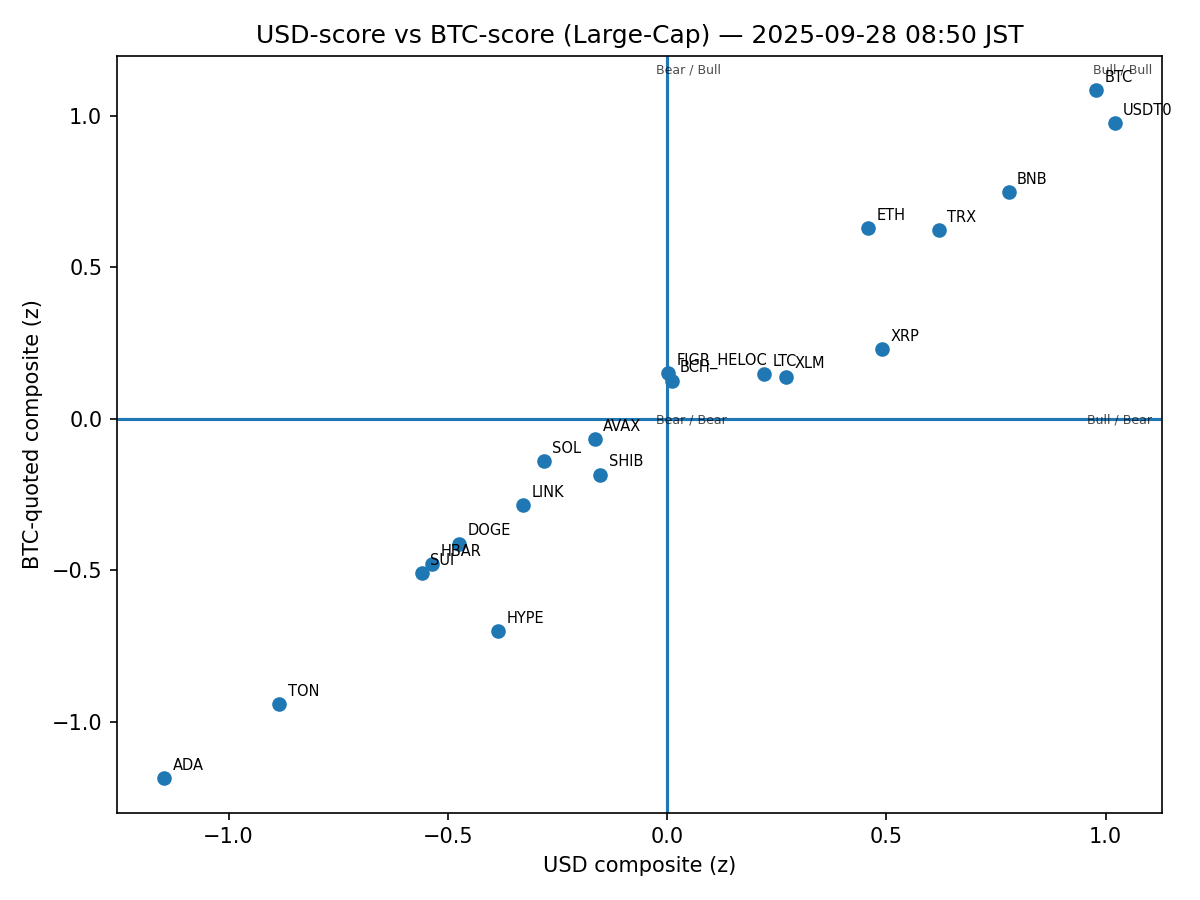 USD-score vs BTC-score (Large-Cap) — 2025-09-28 08:50 JST
Bear / Bull
Bull / Bull
BTC
USDT0
BNB
ETH
TRX
XRP
FIGR_HELOC
BCH
LTC
XLM
Bear / Bear
Bull / Bear
AVAX
SOL
SHIB
LINK
DOGE
HBAR
SUI
HYPE
TON
ADA
1.0
0.5
0.0
−0.5
−1.0
BTC-quoted composite (z)
−1.0
−0.5
0.0
0.5
1.0
USD composite (z)